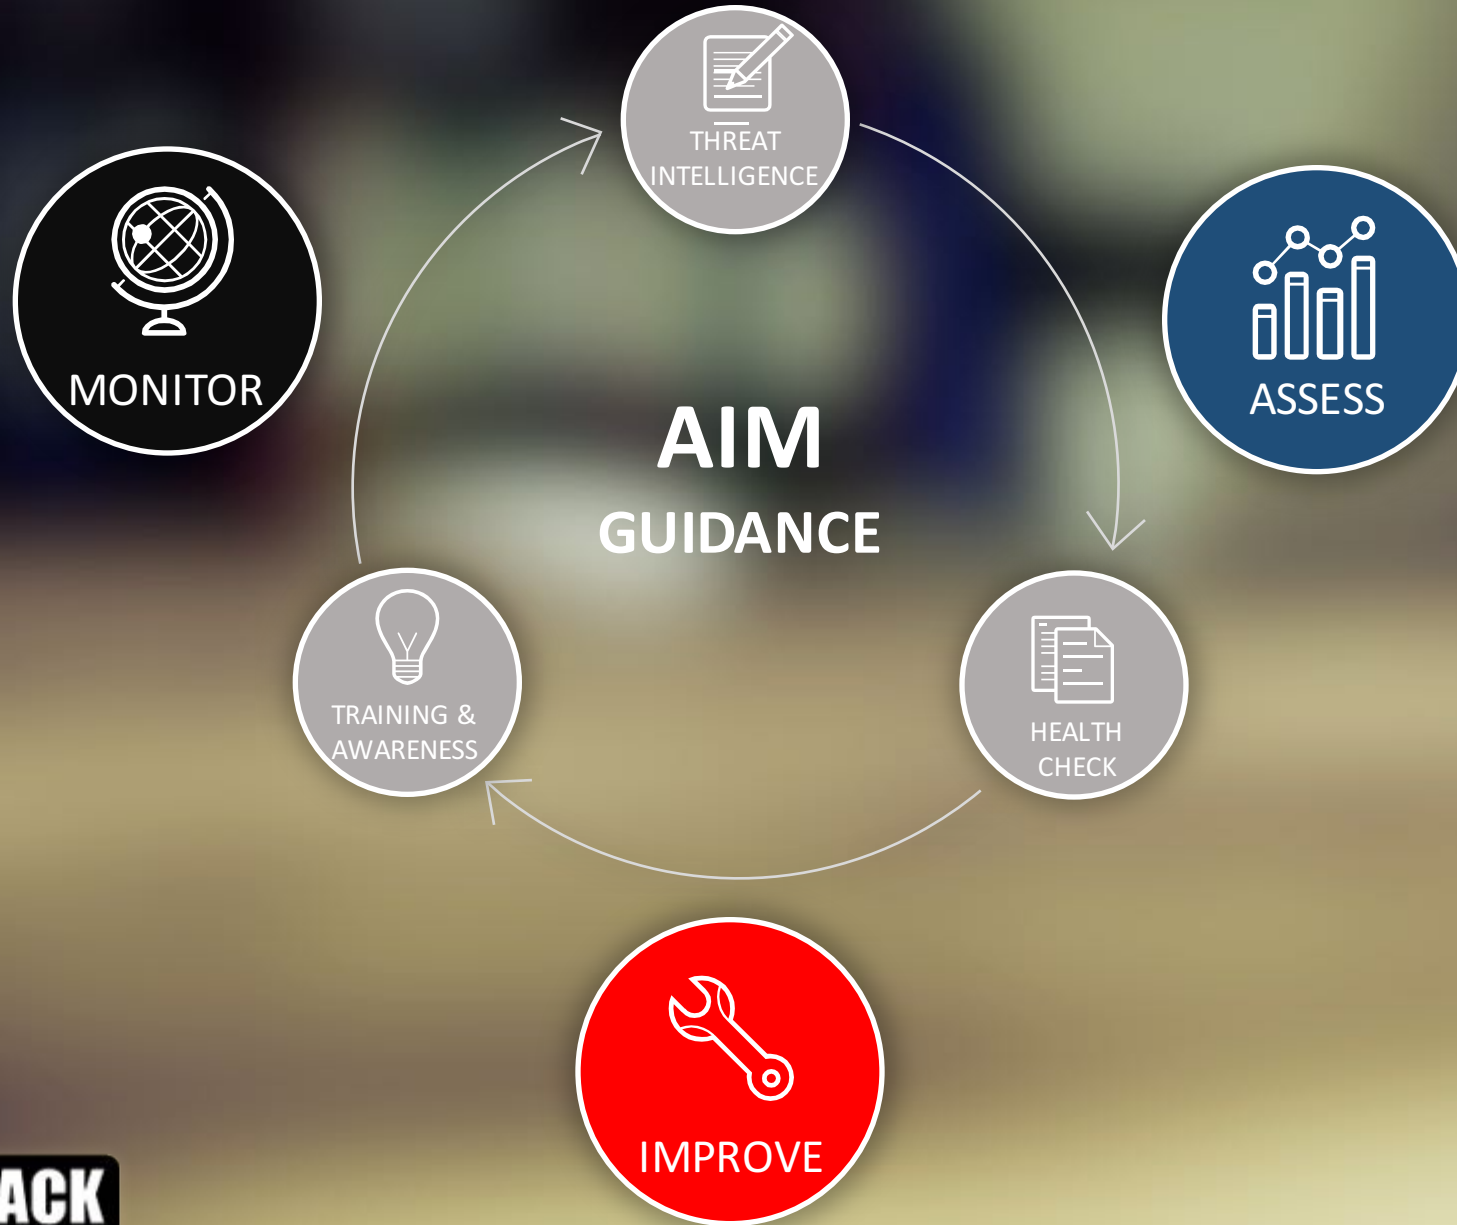 THREAT
INTELLIGENCE
MONITOR
ASSESS
AIM
GUIDANCE
TRAINING &
AWARENESS
HEALTH
CHECK
IMPROVE
ACK